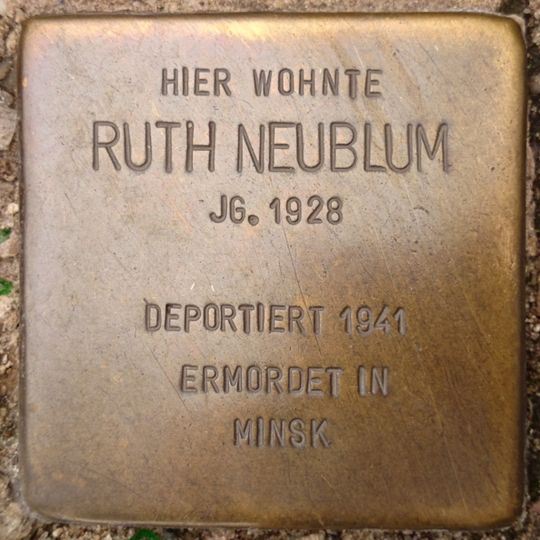 HIER WOHNTE
RUTH NEUBLUM
JG. 1928
DEPORTIERT 1941
ERMORDET IN
MINSK